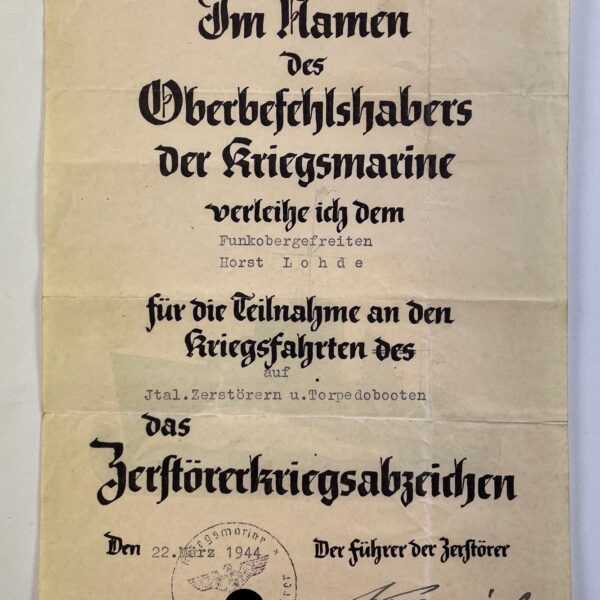 Im Namen
des
Oberbefehlshabers
der Kriegsmarine
verleihe ich dem
Funkobergefreiten
Horst L o h d e
für die Teilnahme an den
Kriegsfahrten des
auf
Jtal.Zerstörern u.Torpedobooten
das
Zerstörerkriegsabzeichen
Den 22.März 1944 Der Führer der Zerstörer
Kriegsmarine